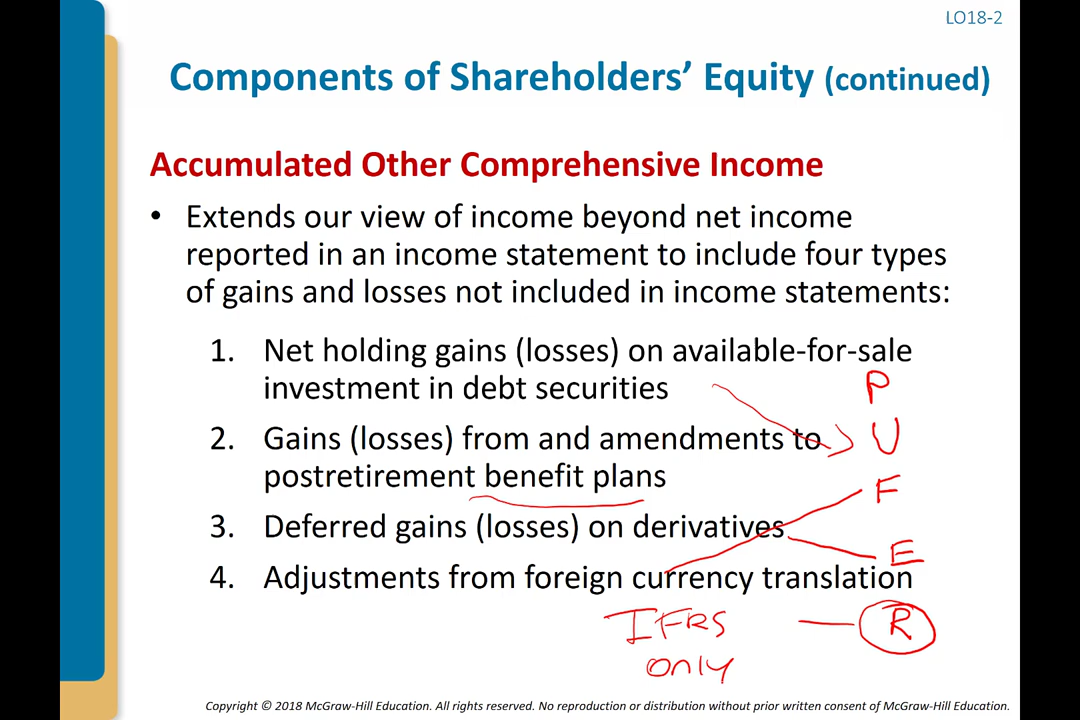 LO18-2
Components of Shareholders’ Equity (continued)
Accumulated Other Comprehensive Income
• Extends our view of income beyond net income
reported in an income statement to include four types
of gains and losses not included in income statements:
1. Net holding gains (losses) on available-for-sale
investment in debt securities
P
2. Gains (losses) from and amendments to
U
postretirement benefit plans
F
3. Deferred gains (losses) on derivatives
E
4. Adjustments from foreign currency translation
IFRS R
only
Copyright © 2018 McGraw-Hill Education. All rights reserved. No reproduction or distribution without prior written consent of McGraw-Hill Education.